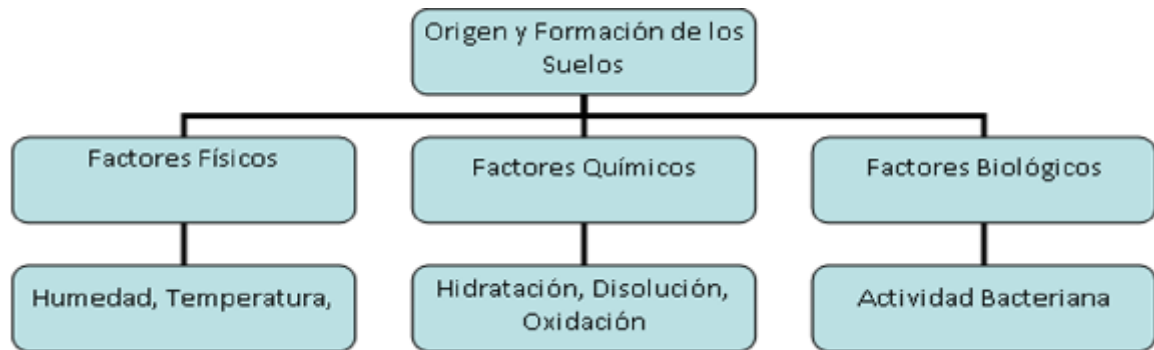 Origen y Formación de los
Suelos
Factores Físicos
Factores Químicos
Factores Biológicos
Humedad, Temperatura,
Hidratación, Disolución,
Oxidación
Actividad Bacteriana